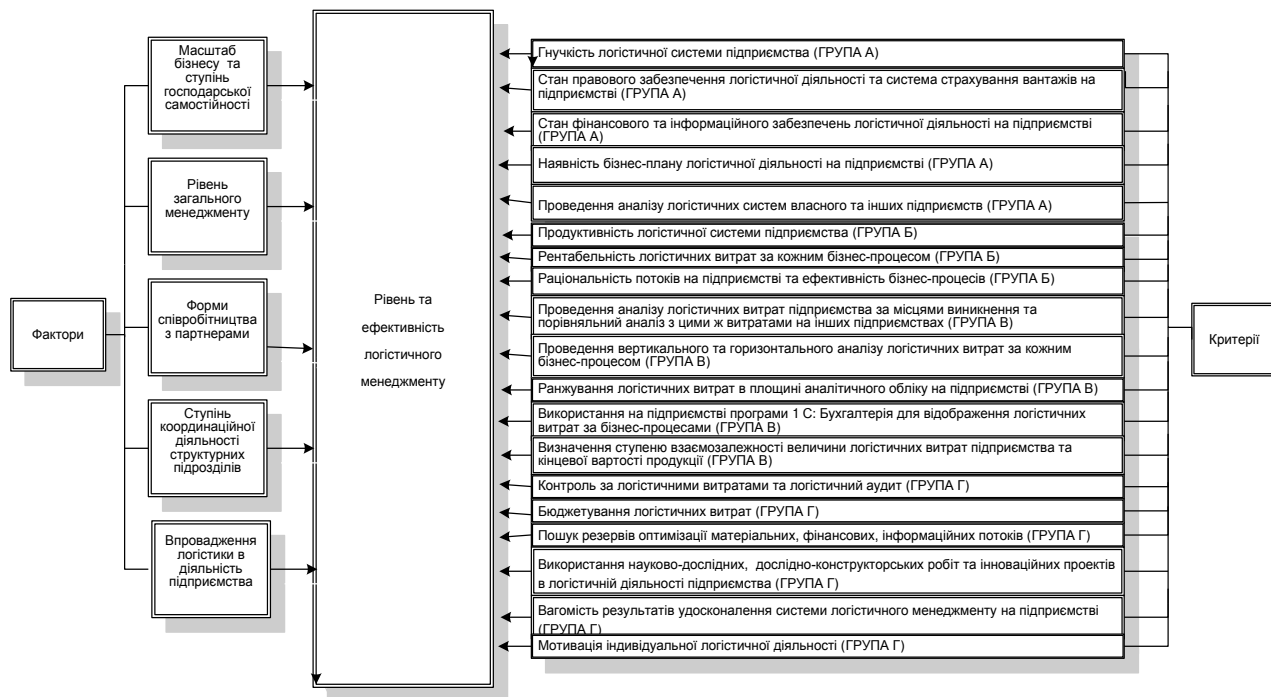 Фактори
Масштаб
бізнесу та
ступінь
господарської
самостійності
Рівень
загального
менеджменту
Форми
співробітництва
з партнерами
Ступінь
координаційної
діяльності
структурних
підрозділів
Впровадження
логістики в
діяльність
підприємства
Рівень та
ефективність
логістичного
менеджменту
Гнучкість логістичної системи підприємства (ГРУПА А)
Стан правового забезпечення логістичної діяльності та система страхування вантажів на
підприємстві (ГРУПА А)
Стан фінансового та інформаційного забезпечень логістичної діяльності на підприємстві
(ГРУПА А)
Наявність бізнес-плану логістичної діяльності на підприємстві (ГРУПА А)
Проведення аналізу логістичних систем власного та інших підприємств (ГРУПА А)
Продуктивність логістичної системи підприємства (ГРУПА Б)
Рентабельність логістичних витрат за кожним бізнес-процесом (ГРУПА Б)
Раціональність потоків на підприємстві та ефективність бізнес-процесів (ГРУПА Б)
Проведення аналізу логістичних витрат підприємства за місцями виникнення та
порівняльний аналіз з цими ж витратами на інших підприємствах (ГРУПА В)
Проведення вертикального та горизонтального аналізу логістичних витрат за кожним
бізнес-процесом (ГРУПА В)
Ранжування логістичних витрат в площині аналітичного обліку на підприємстві (ГРУПА В)
Використання на підприємстві програми 1 С: Бухгалтерія для відображення логістичних
витрат за бізнес-процесами (ГРУПА В)
Визначення ступеню взаємозалежності величини логістичних витрат підприємства та
кінцевої вартості продукції (ГРУПА В)
Контроль за логістичними витратами та логістичний аудит (ГРУПА Г)
Бюджетування логістичних витрат (ГРУПА Г)
Пошук резервів оптимізації матеріальних, фінансових, інформаційних потоків (ГРУПА Г)
Використання науково-дослідних, дослідно-конструкторських робіт та інноваційних проектів
в логістичній діяльності підприємства (ГРУПА Г)
Вагомість результатів удосконалення системи логістичного менеджменту на підприємстві
(ГРУПА Г)
Мотивація індивідуальної логістичної діяльності (ГРУПА Г)
Критерії